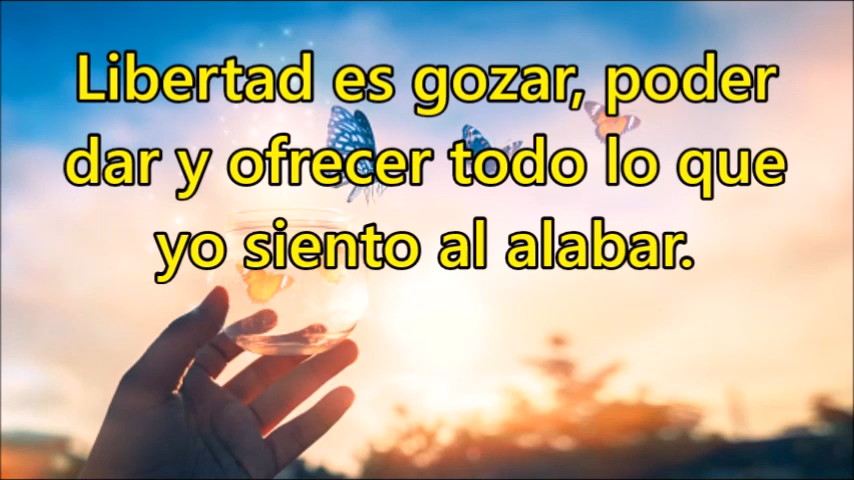 Libertad es gozar, poder
dar y ofrecer todo lo que
yo siento al alabar.